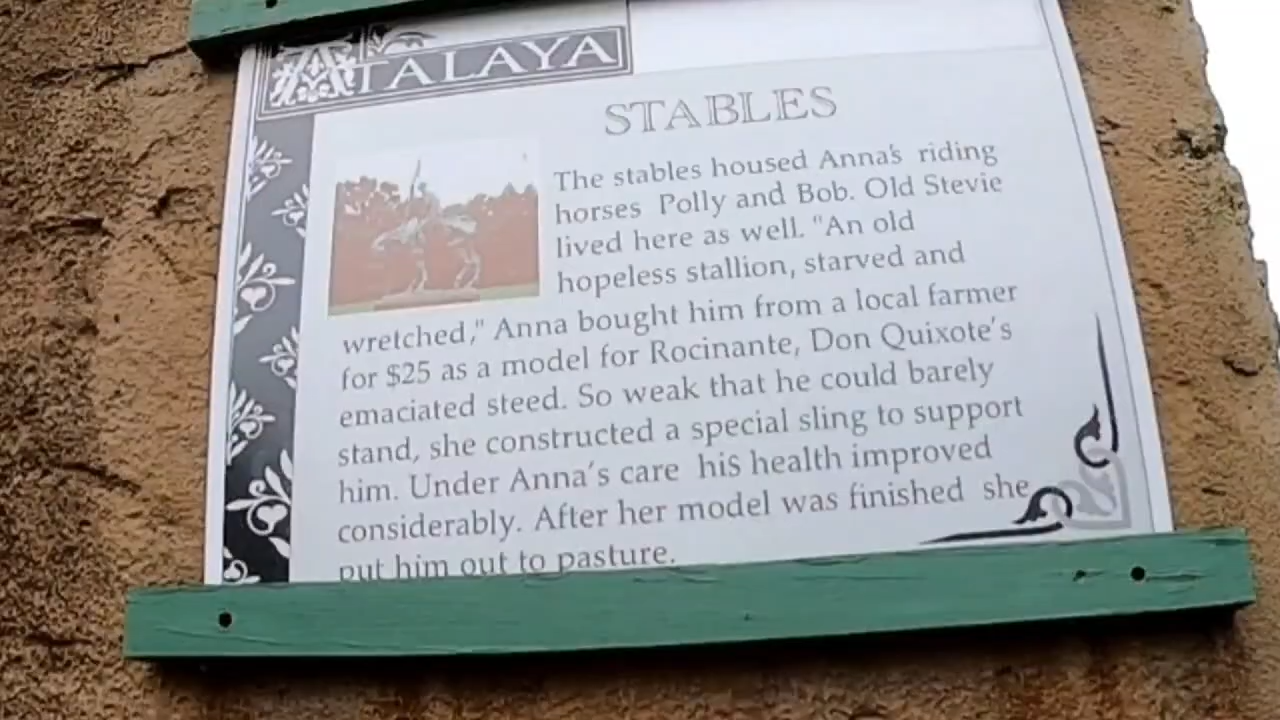 ATALAYA
STABLES
The stables housed Anna's riding
horses Polly and Bob. Old Stevie
lived here as well. "An old
hopeless stallion, starved and
wretched," Anna bought him from a local farmer
for $25 as a model for Rocinante, Don Quixote's
emaciated steed. So weak that he could barely
stand, she constructed a special sling to support
him. Under Anna's care his health improved
considerably. After her model was finished she
put him out to pasture.